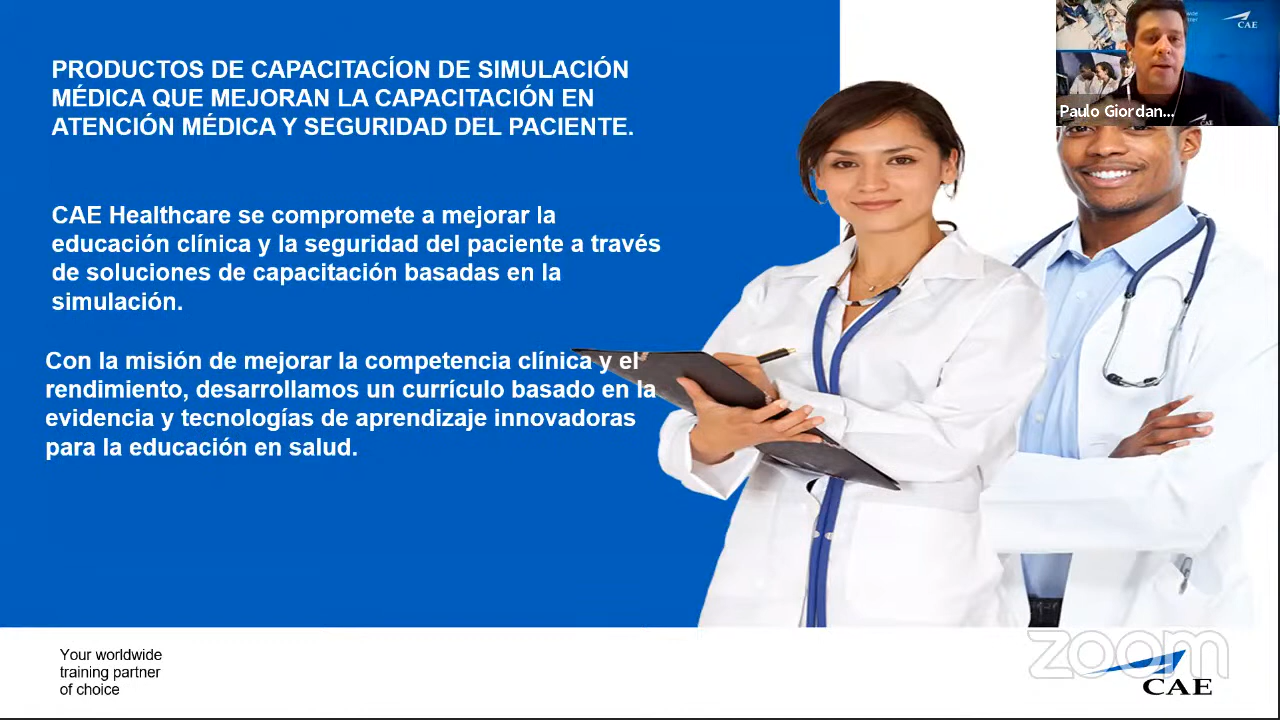 PRODUCTOS DE CAPACITACÍON DE SIMULACIÓN
MÉDICA QUE MEJORAN LA CAPACITACIÓN EN
ATENCIÓN MÉDICA Y SEGURIDAD DEL PACIENTE.
CAE Healthcare se compromete a mejorar la
educación clínica y la seguridad del paciente a través
de soluciones de capacitación basadas en la
simulación.
Con la misión de mejorar la competencia clínica y el
rendimiento, desarrollamos un currículo basado en la
evidencia y tecnologías de aprendizaje innovadoras
para la educación en salud.
CAE
Paulo Giordan...
CAE
Your worldwide
training partner
of choice
zoom
CAE